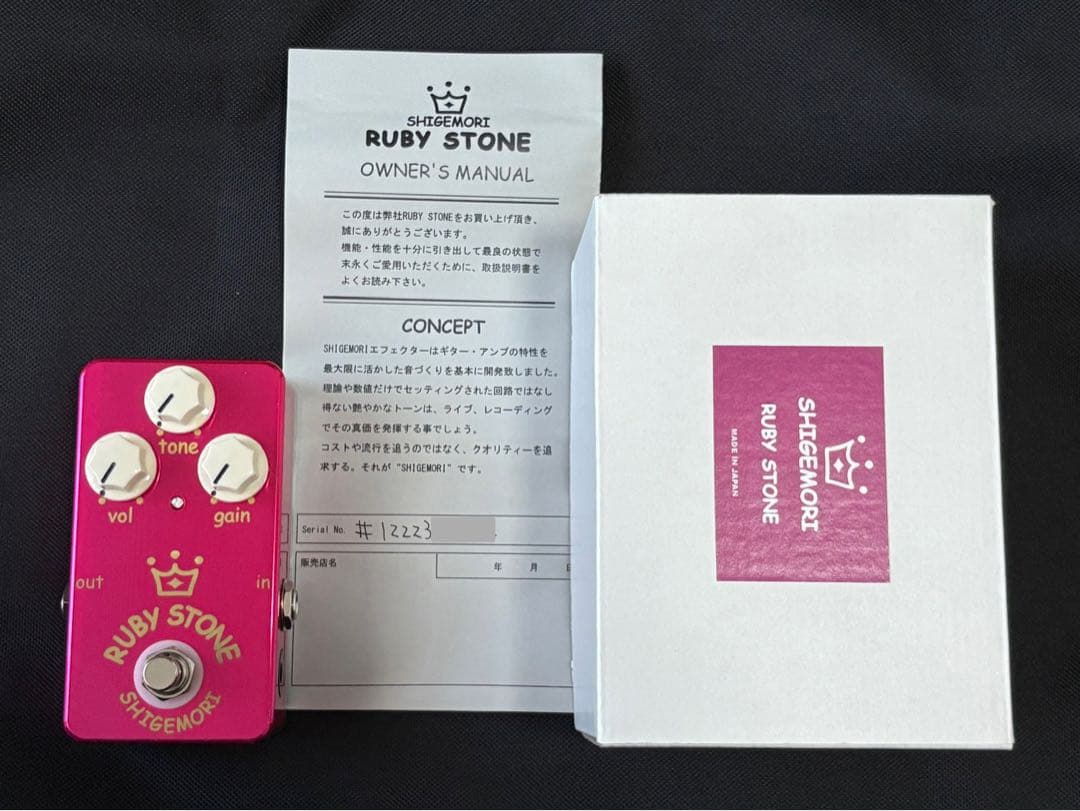 SHIGEMORI
RUBY STONE
OWNER'S MANUAL
この度は弊社RUBY STONEをお買い上げ頂き、
誠にありがとうございます。
機能・性能を十分に引き出して最良の状態で
末永くご愛用いただくために、取扱説明書を
よくお読み下さい。
CONCEPT
SHIGEMORIエフェクターはギター・アンプの特性を
最大限に活かした音づくりを基本に開発致しました。
理論や数値だけでセッティングされた回路ではなし
得ない艶やかなトーンは、ライブ、レコーディング
でその真価を発揮する事でしょう。
コストや流行を追うのではなく、クオリティーを追
求する。それが "SHIGEMORI" です。
Serial No. #12223
販売店名
年 月
tone
vol
gain
out
in
RUBY STONE
SHIGEMORI
SHIGEMORI
RUBY STONE
MADE IN JAPAN